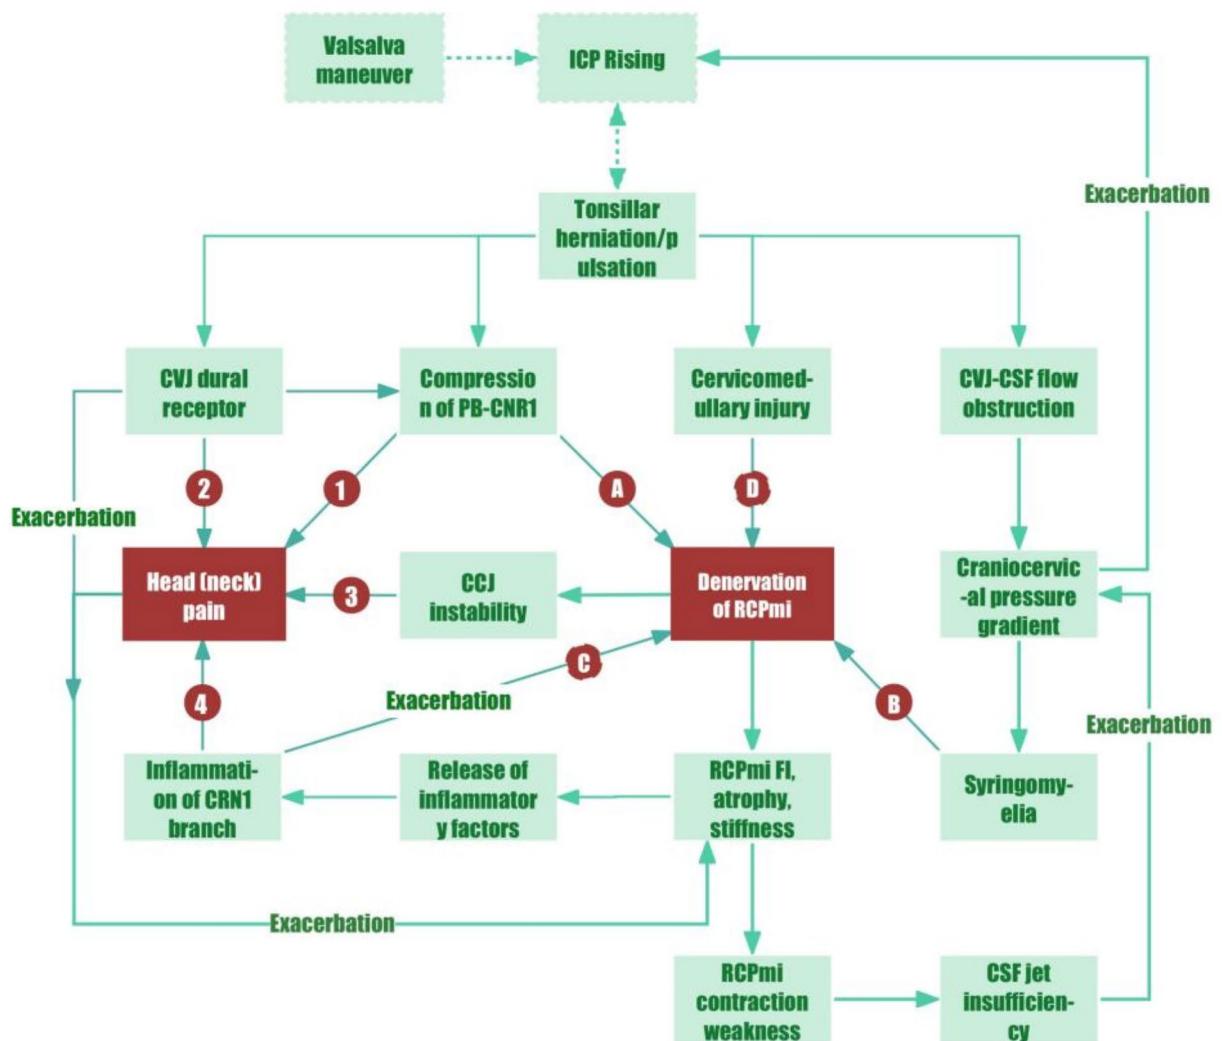 Valsalva
maneuver
ICP Rising
Exacerbation
Tonsillar
herniation/p
ulsation
CVJ dural
receptor
Compressio
n of PB-CNR1
Cervicomed-
ullary injury
CVJ-CSF flow
obstruction
2
1
A
D
Exacerbation
Head (neck)
pain
3
CCJ
instability
Denervation
of RCPmi
Craniocervic
-al pressure
gradient
C
4
Exacerbation
B
Exacerbation
Inflammati-
on of CRN1
branch
Release of
inflammator
y factors
RCPmi FI,
atrophy,
stiffness
Syringomy-
elia
Exacerbation
RCPmi
contraction
weakness
CSF jet
insufficien-
cy